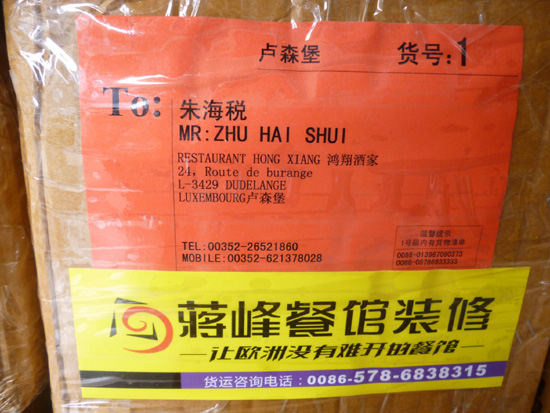 卢森堡 货号:1
To: 朱海税
MR:ZHU HAI SHUI
RESTAURANT HONG XIANG 鸿翔酒家
24, Route de burange
L-3429 DUDELANGE
LUXEMBOURG卢森堡
TEL:00352-26521860
MOBILE:00352-621378028
温馨提示
1号箱内有货物清单
0086-013967090273
0086-05786833333
蒋峰餐馆装修
—让欧洲没有难开的餐馆—
货运咨询电话:0086-578-6838315